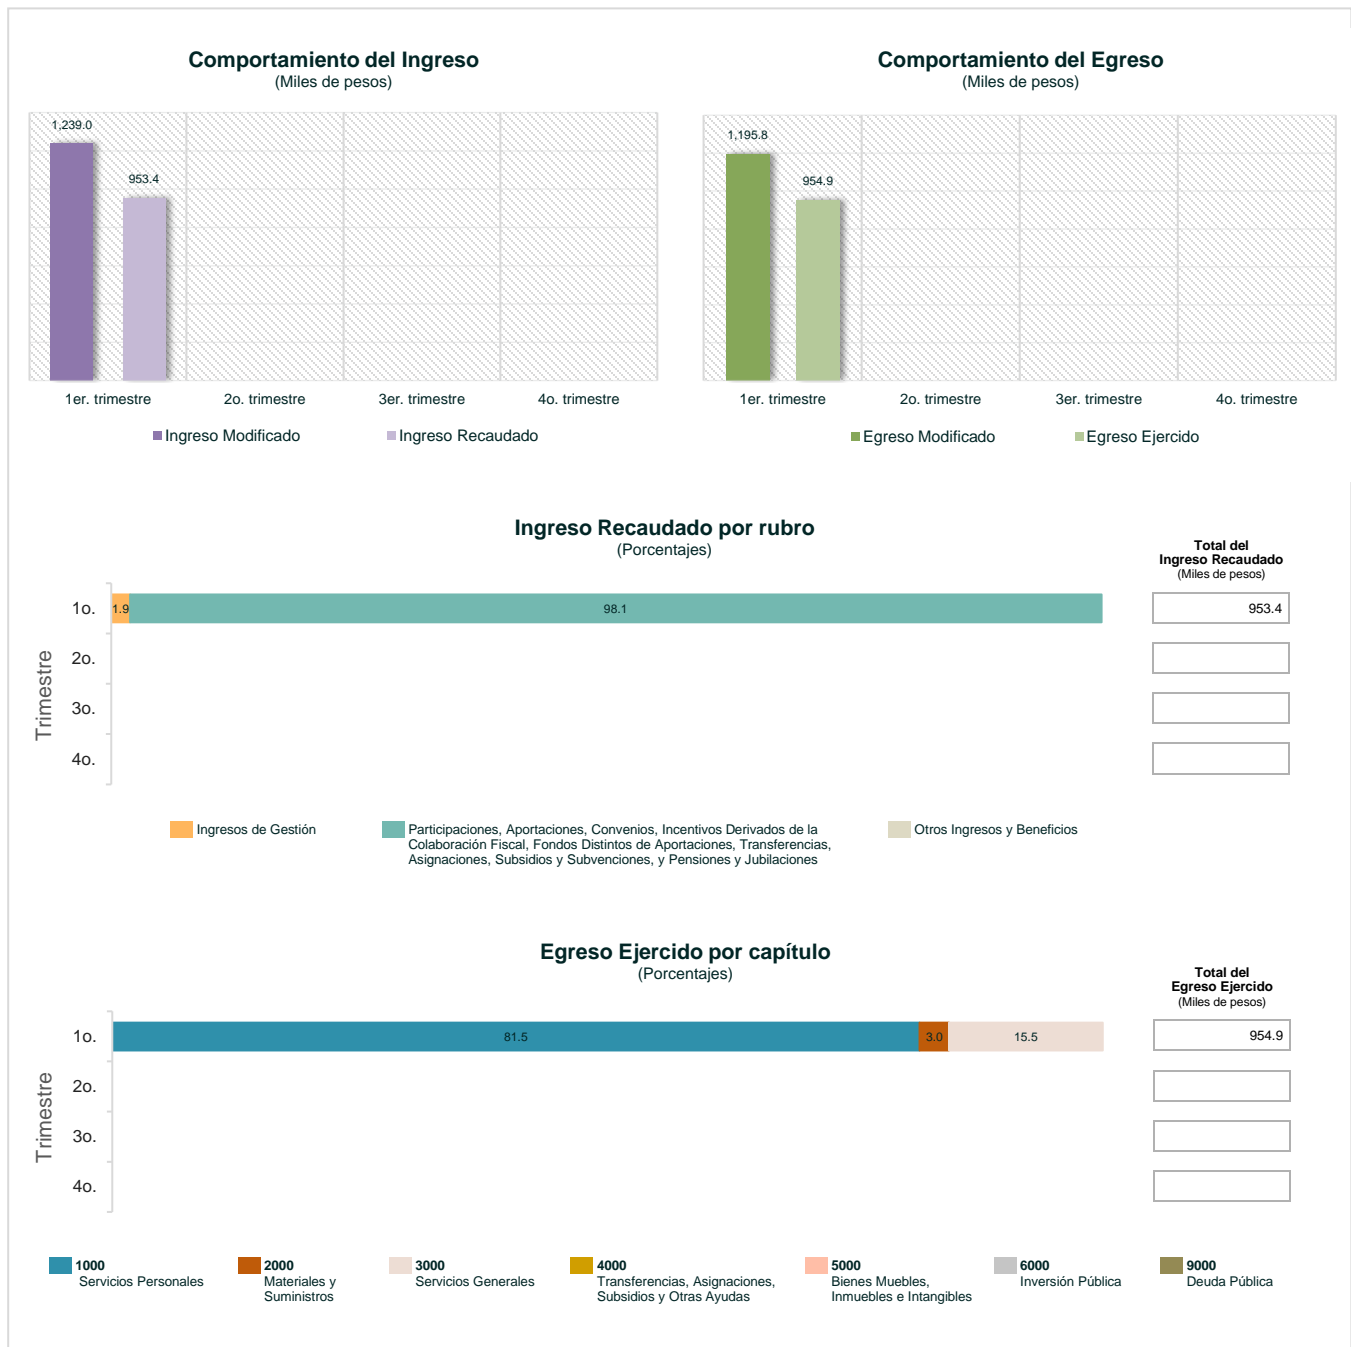 Comportamiento del Ingreso
(Miles de pesos)
1,239.0
953.4
1er. trimestre
2o. trimestre
3er. trimestre
4o. trimestre
Ingreso Modificado
Ingreso Recaudado
Comportamiento del Egreso
(Miles de pesos)
1,195.8
954.9
1er. trimestre
2o. trimestre
3er. trimestre
4o. trimestre
Egreso Modificado
Egreso Ejercido
Ingreso Recaudado por rubro
(Porcentajes)
Total del
Ingreso Recaudado
(Miles de pesos)
Trimestre
1o.
1.9
98.1
953.4
2o.
3o.
4o.
Ingresos de Gestión
Participaciones, Aportaciones, Convenios, Incentivos Derivados de la
Colaboración Fiscal, Fondos Distintos de Aportaciones, Transferencias,
Asignaciones, Subsidios y Subvenciones, y Pensiones y Jubilaciones
Otros Ingresos y Beneficios
Egreso Ejercido por capítulo
(Porcentajes)
Total del
Egreso Ejercido
(Miles de pesos)
Trimestre
1o.
81.5
3.0
15.5
954.9
2o.
3o.
4o.
1000
Servicios Personales
2000
Materiales y
Suministros
3000
Servicios Generales
4000
Transferencias, Asignaciones,
Subsidios y Otras Ayudas
5000
Bienes Muebles,
Inmuebles e Intangibles
6000
Inversión Pública
9000
Deuda Pública